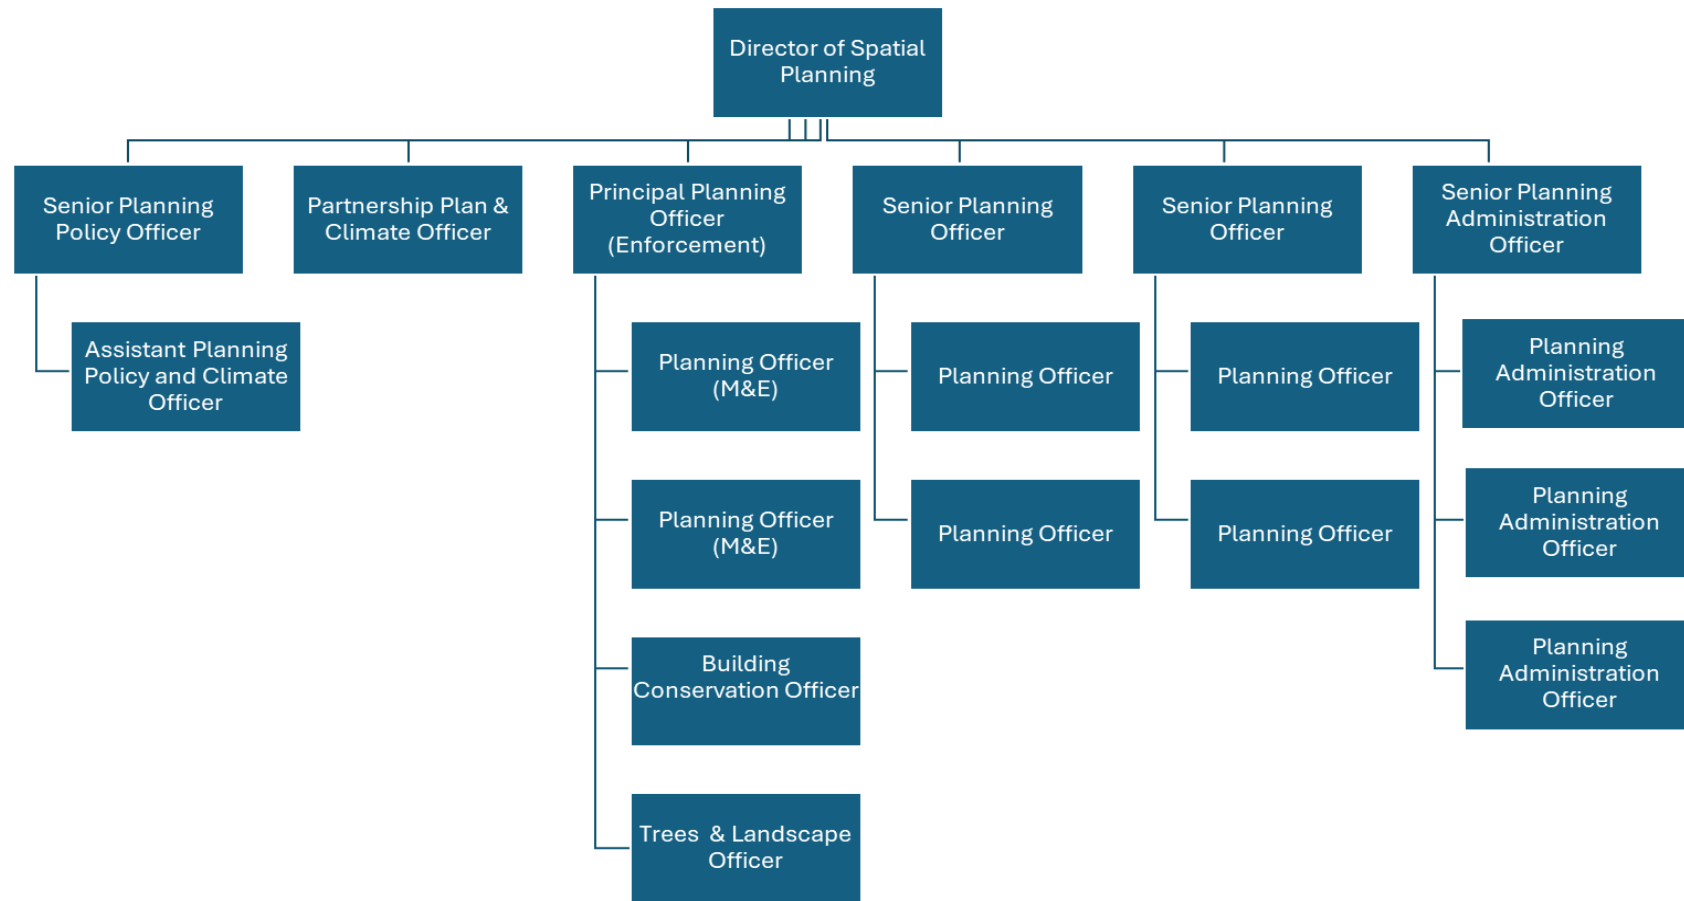 Director of Spatial
Planning
Senior Planning
Policy Officer
Partnership Plan &
Climate Officer
Principal Planning
Officer
(Enforcement)
Senior Planning
Officer
Senior Planning
Officer
Senior Planning
Administration
Officer
Assistant Planning
Policy and Climate
Officer
Planning Officer
(M&E)
Planning Officer
Planning Officer
Planning
Administration
Officer
Planning Officer
(M&E)
Planning Officer
Planning Officer
Planning
Administration
Officer
Building
Conservation Officer
Planning
Administration
Officer
Trees & Landscape
Officer